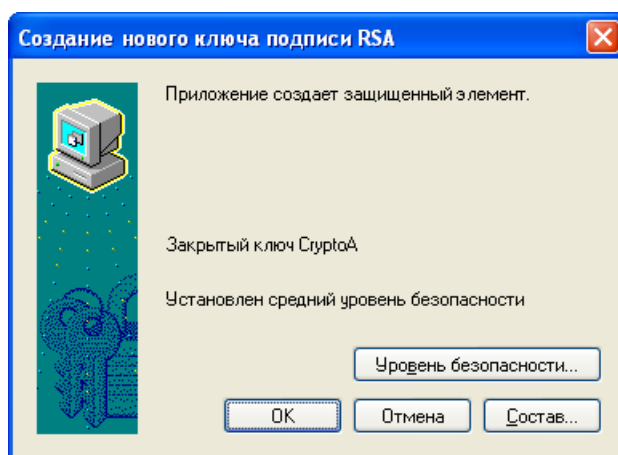 Создание нового ключа подписи RSA
Приложение создает защищенный элемент.
Закрытый ключ CryptoA
Установлен средний уровень безопасности
Уровень безопасности...
OK
Отмена
Состав...